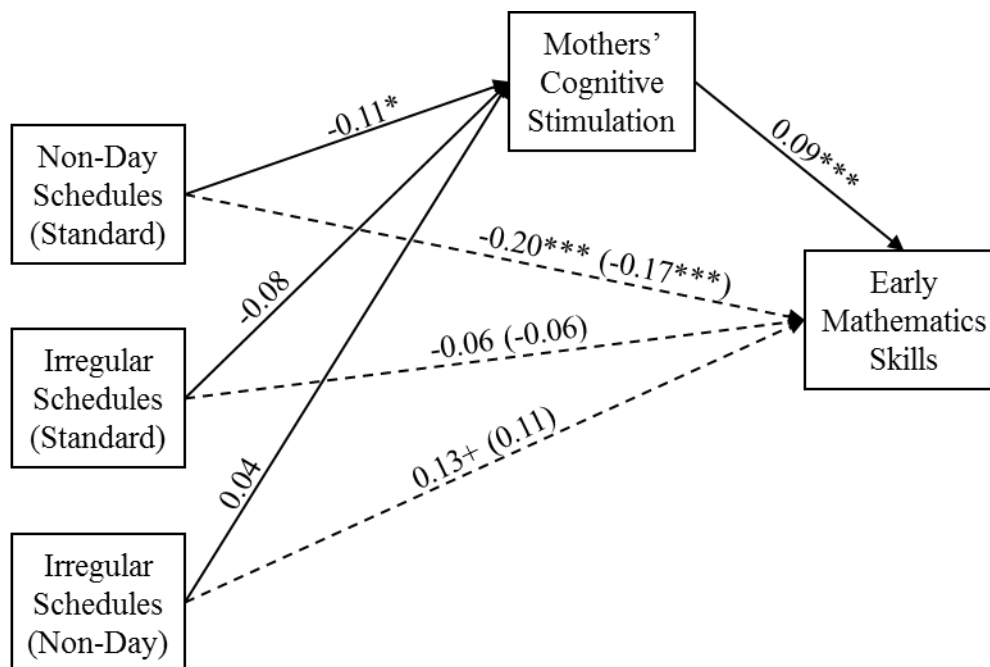 Mothers’
Cognitive
Stimulation
-0.11*
0.09***
Non-Day
Schedules
(Standard)
-0.20*** (-0.17***)
-0.08
Early
Mathematics
Skills
-0.06 (-0.06)
Irregular
Schedules
(Standard)
0.13+ (0.11)
0.04
Irregular
Schedules
(Non-Day)